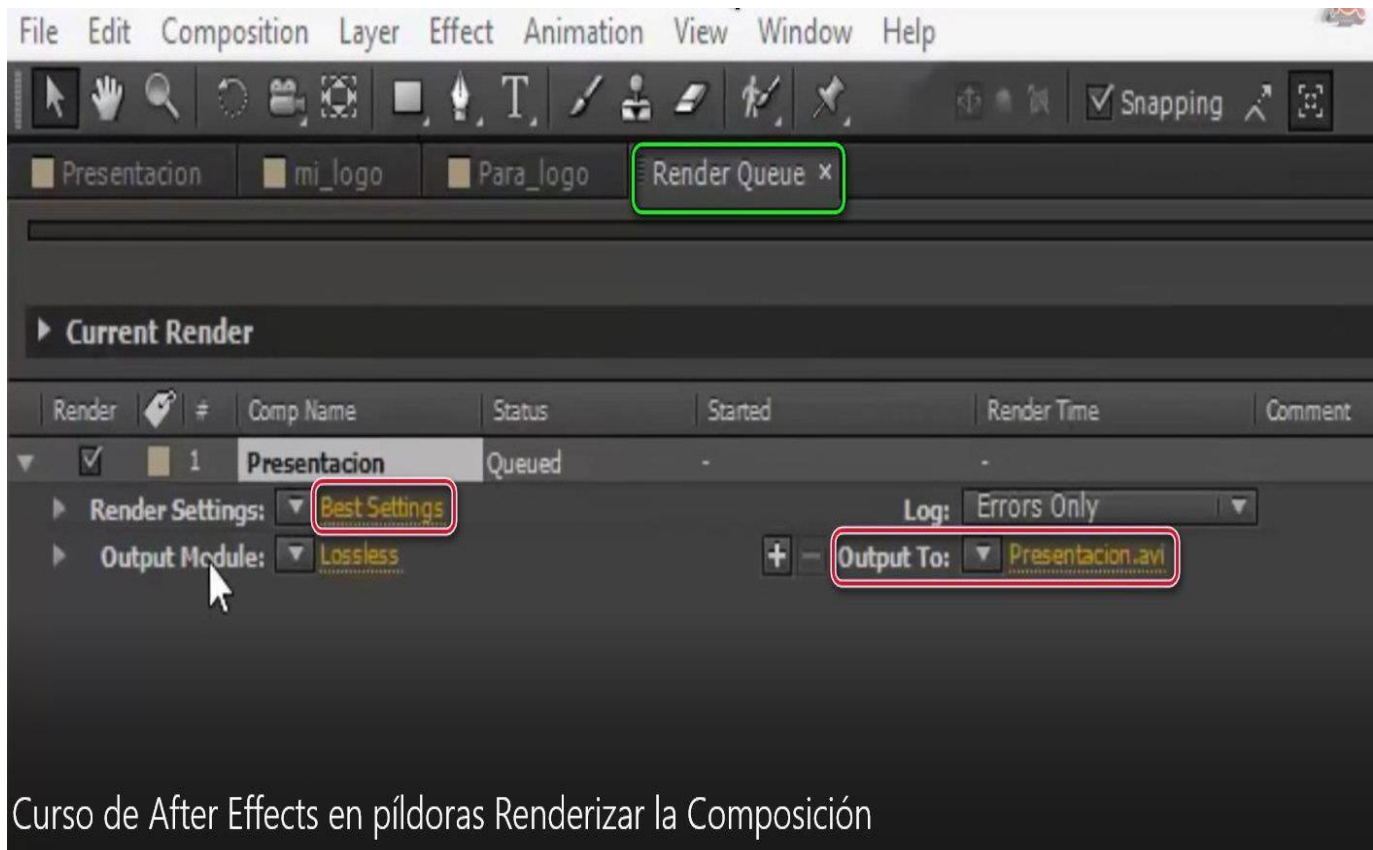 File Edit Composition Layer Effect Animation View Window Help
T Snapping
Presentacion mi_logo Para_logo Render Queue ×
Current Render
Render # Comp Name Status Started Render Time Comment
1 Presentacion Queued - -
Render Settings: Best Settings Log: Errors Only
Output Module: Lossless + - Output To: Presentacion.avi
Curso de After Effects en píldoras Renderizar la Composición